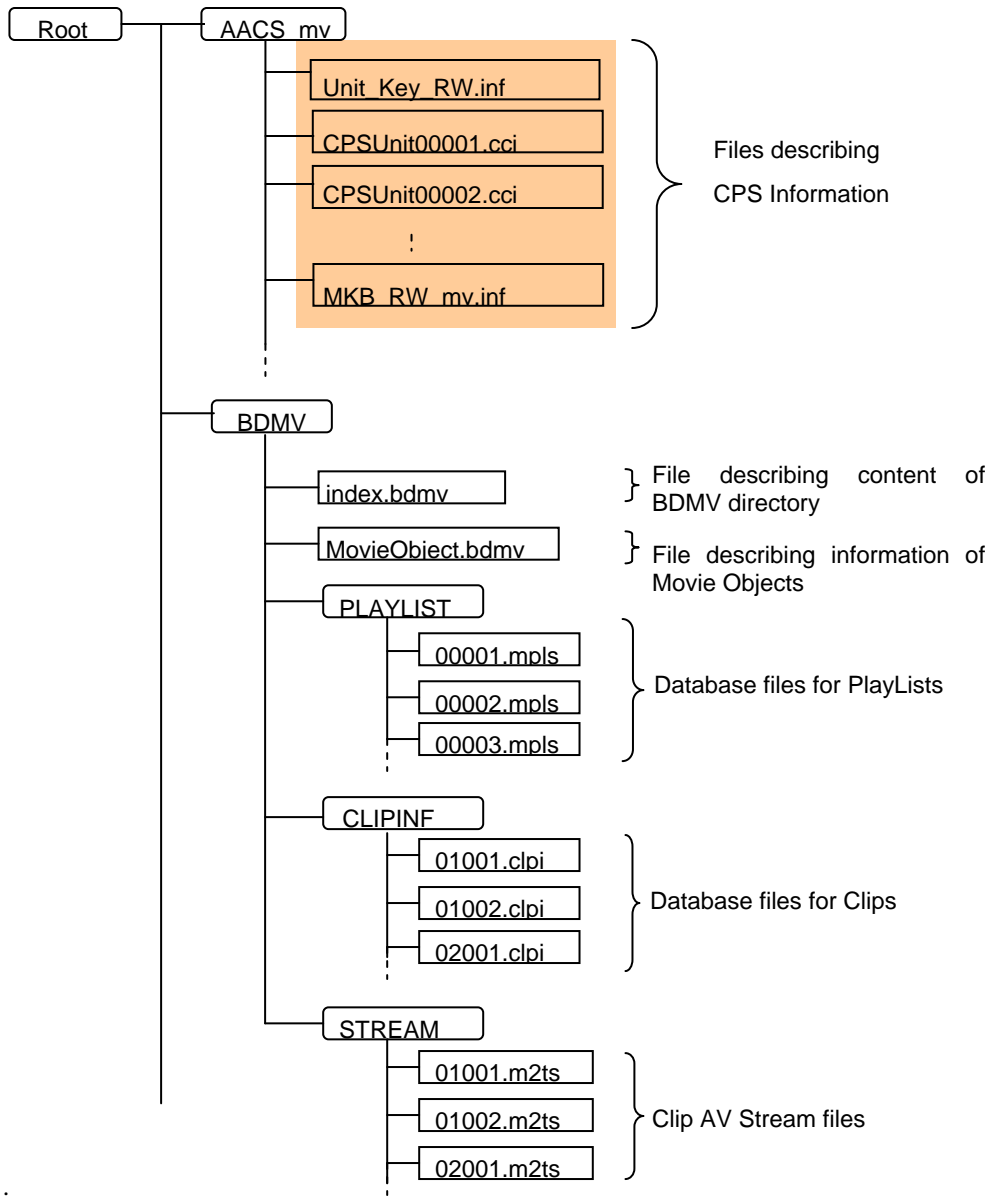 Root
AACS_mv
Unit_Key_RW.inf
CPSUnit00001.cci
CPSUnit00002.cci
MKB_RW_mv.inf
Files describing
CPS Information
BDMV
index.bdmv
File describing content of
BDMV directory
MovieObject.bdmv
File describing information of
Movie Objects
PLAYLIST
00001.mpls
00002.mpls
00003.mpls
Database files for PlayLists
CLIPINF
01001.clpi
01002.clpi
02001.clpi
Database files for Clips
STREAM
01001.m2ts
01002.m2ts
02001.m2ts
Clip AV Stream files
.